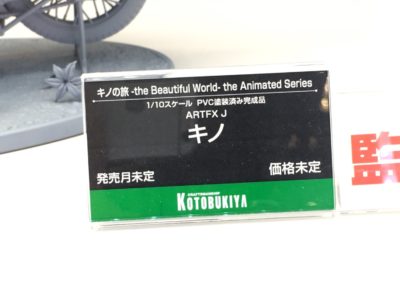 キノの旅 -the Beautiful World- the Animated Series
1/10スケール PVC塗装済み完成品
ARTFX J
キノ
発売月未定 価格未定
CRAFTSMANSHIP
KOTOBUKIYA
監